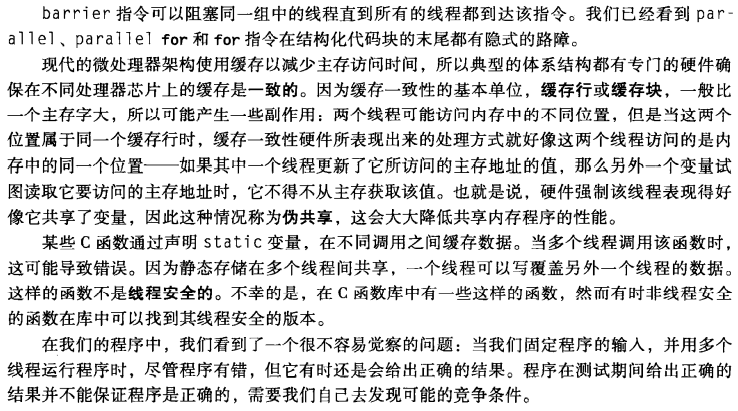 barrier 指令可以阻塞同一组中的线程直到所有的线程都到达该指令。我们已经看到 par-
allel、parallel for 和 for 指令在结构化代码块的末尾都有隐式的路障。
现代的微处理器架构使用缓存以减少主存访问时间，所以典型的体系结构都有专门的硬件确
保在不同处理器芯片上的缓存是一致的。因为缓存一致性的基本单位，缓存行或缓存块，一般比
一个主存字大，所以可能产生一些副作用：两个线程可能访问内存中的不同位置，但是当这两个
位置属于同一个缓存行时，缓存一致性硬件所表现出来的处理方式就好像这两个线程访问的是内
存中的同一个位置——如果其中一个线程更新了它所访问的主存地址的值，那么另外一个变量试
图读取它要访问的主存地址时，它不得不从主存获取该值。也就是说，硬件强制该线程表现得好
像它共享了变量，因此这种情况称为伪共享，这会大大降低共享内存程序的性能。
某些 C 函数通过声明 static 变量，在不同调用之间缓存数据。当多个线程调用该函数时，
这可能导致错误。因为静态存储在多个线程间共享，一个线程可以写覆盖另外一个线程的数据。
这样的函数不是线程安全的。不幸的是，在 C 函数库中有一些这样的函数，然而有时非线程安全
的函数在库中可以找到其线程安全的版本。
在我们的程序中，我们看到了一个很不容易觉察的问题：当我们固定程序的输入，并用多个
线程运行程序时，尽管程序有错，但它有时还是会给出正确的结果。程序在测试期间给出正确的
结果并不能保证程序是正确的，需要我们自己去发现可能的竞争条件。